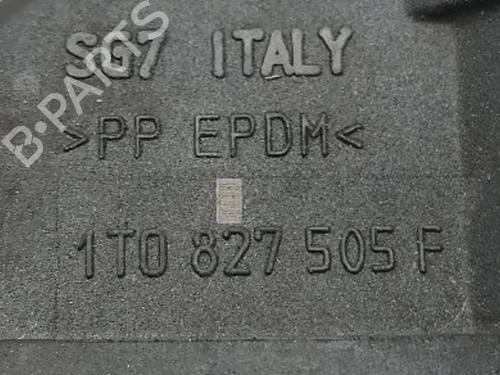 SG7 ITALY
>PP EPDM<
1T0 827 505 F
B-PARTS